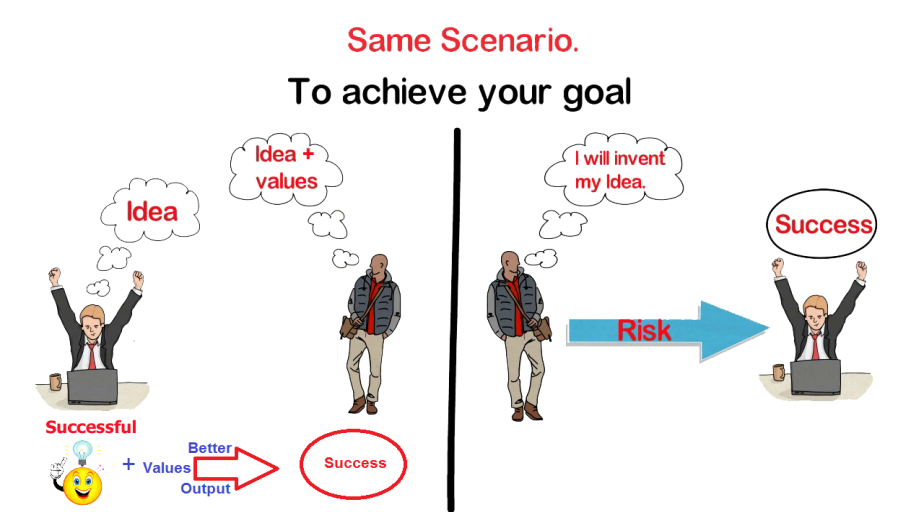 Same Scenario.
To achieve your goal
Idea +
values
Idea
Successful
+ Values
Better
Output
Success
I will invent
my Idea.
Risk
Success